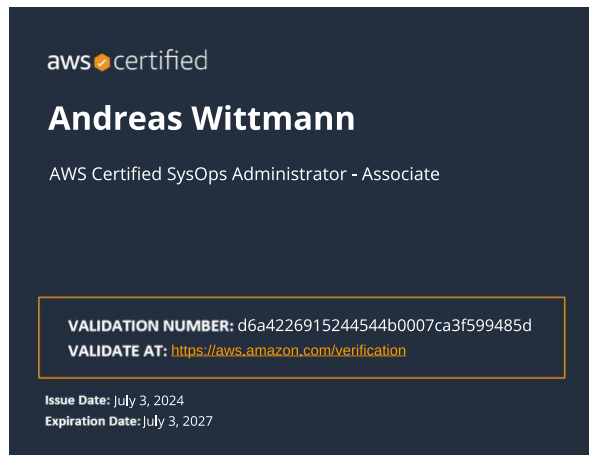 aws certified
Andreas Wittmann
AWS Certified SysOps Administrator - Associate
VALIDATION NUMBER: d6a4226915244544b0007ca3f599485d
VALIDATE AT: https://aws.amazon.com/verification
Issue Date: July 3, 2024
Expiration Date: July 3, 2027